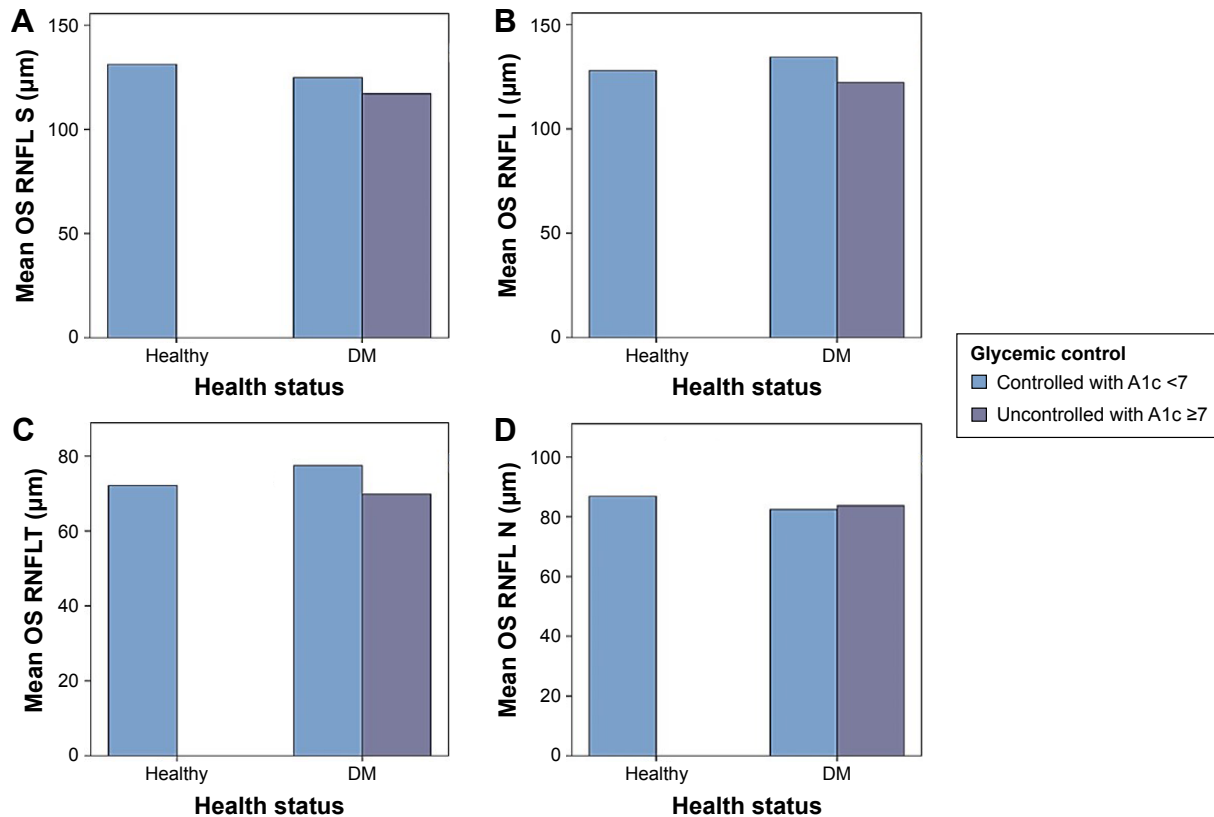 A
Mean OS RNFL S (µm)
150
100
50
0
Healthy
DM
Health status
B
Mean OS RNFL I (µm)
150
100
50
0
Healthy
DM
Health status
Glycemic control
Controlled with A1c <7
Uncontrolled with A1c ≥7
C
Mean OS RNFLT (µm)
80
60
40
20
0
Healthy
DM
Health status
D
Mean OS RNFL N (µm)
100
80
60
40
20
0
Healthy
DM
Health status